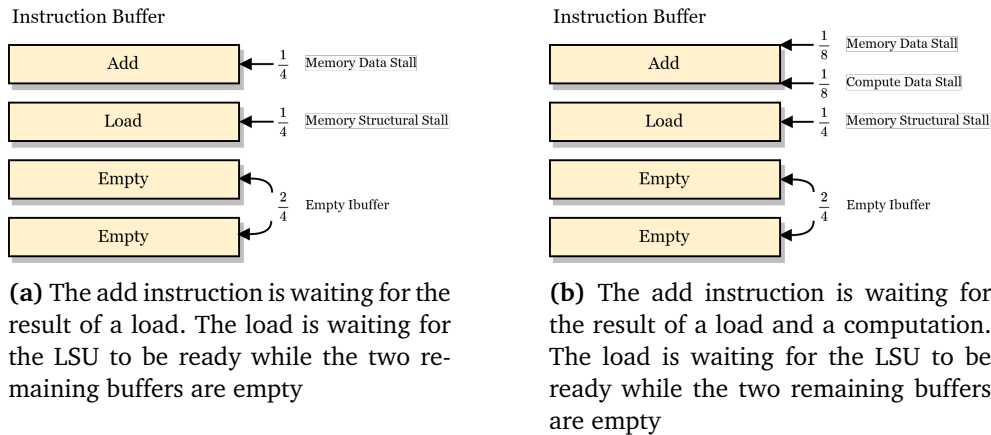 Instruction Buffer
Add
1/4
Memory Data Stall
Load
1/4
Memory Structural Stall
Empty
2/4
Empty Ibuffer
Empty
(a) The add instruction is waiting for the
result of a load. The load is waiting for
the LSU to be ready while the two re-
maining buffers are empty
Instruction Buffer
Add
1/8
Memory Data Stall
1/8
Compute Data Stall
Load
1/4
Memory Structural Stall
Empty
2/4
Empty Ibuffer
Empty
(b) The add instruction is waiting for
the result of a load and a computation.
The load is waiting for the LSU to be
ready while the two remaining buffers
are empty